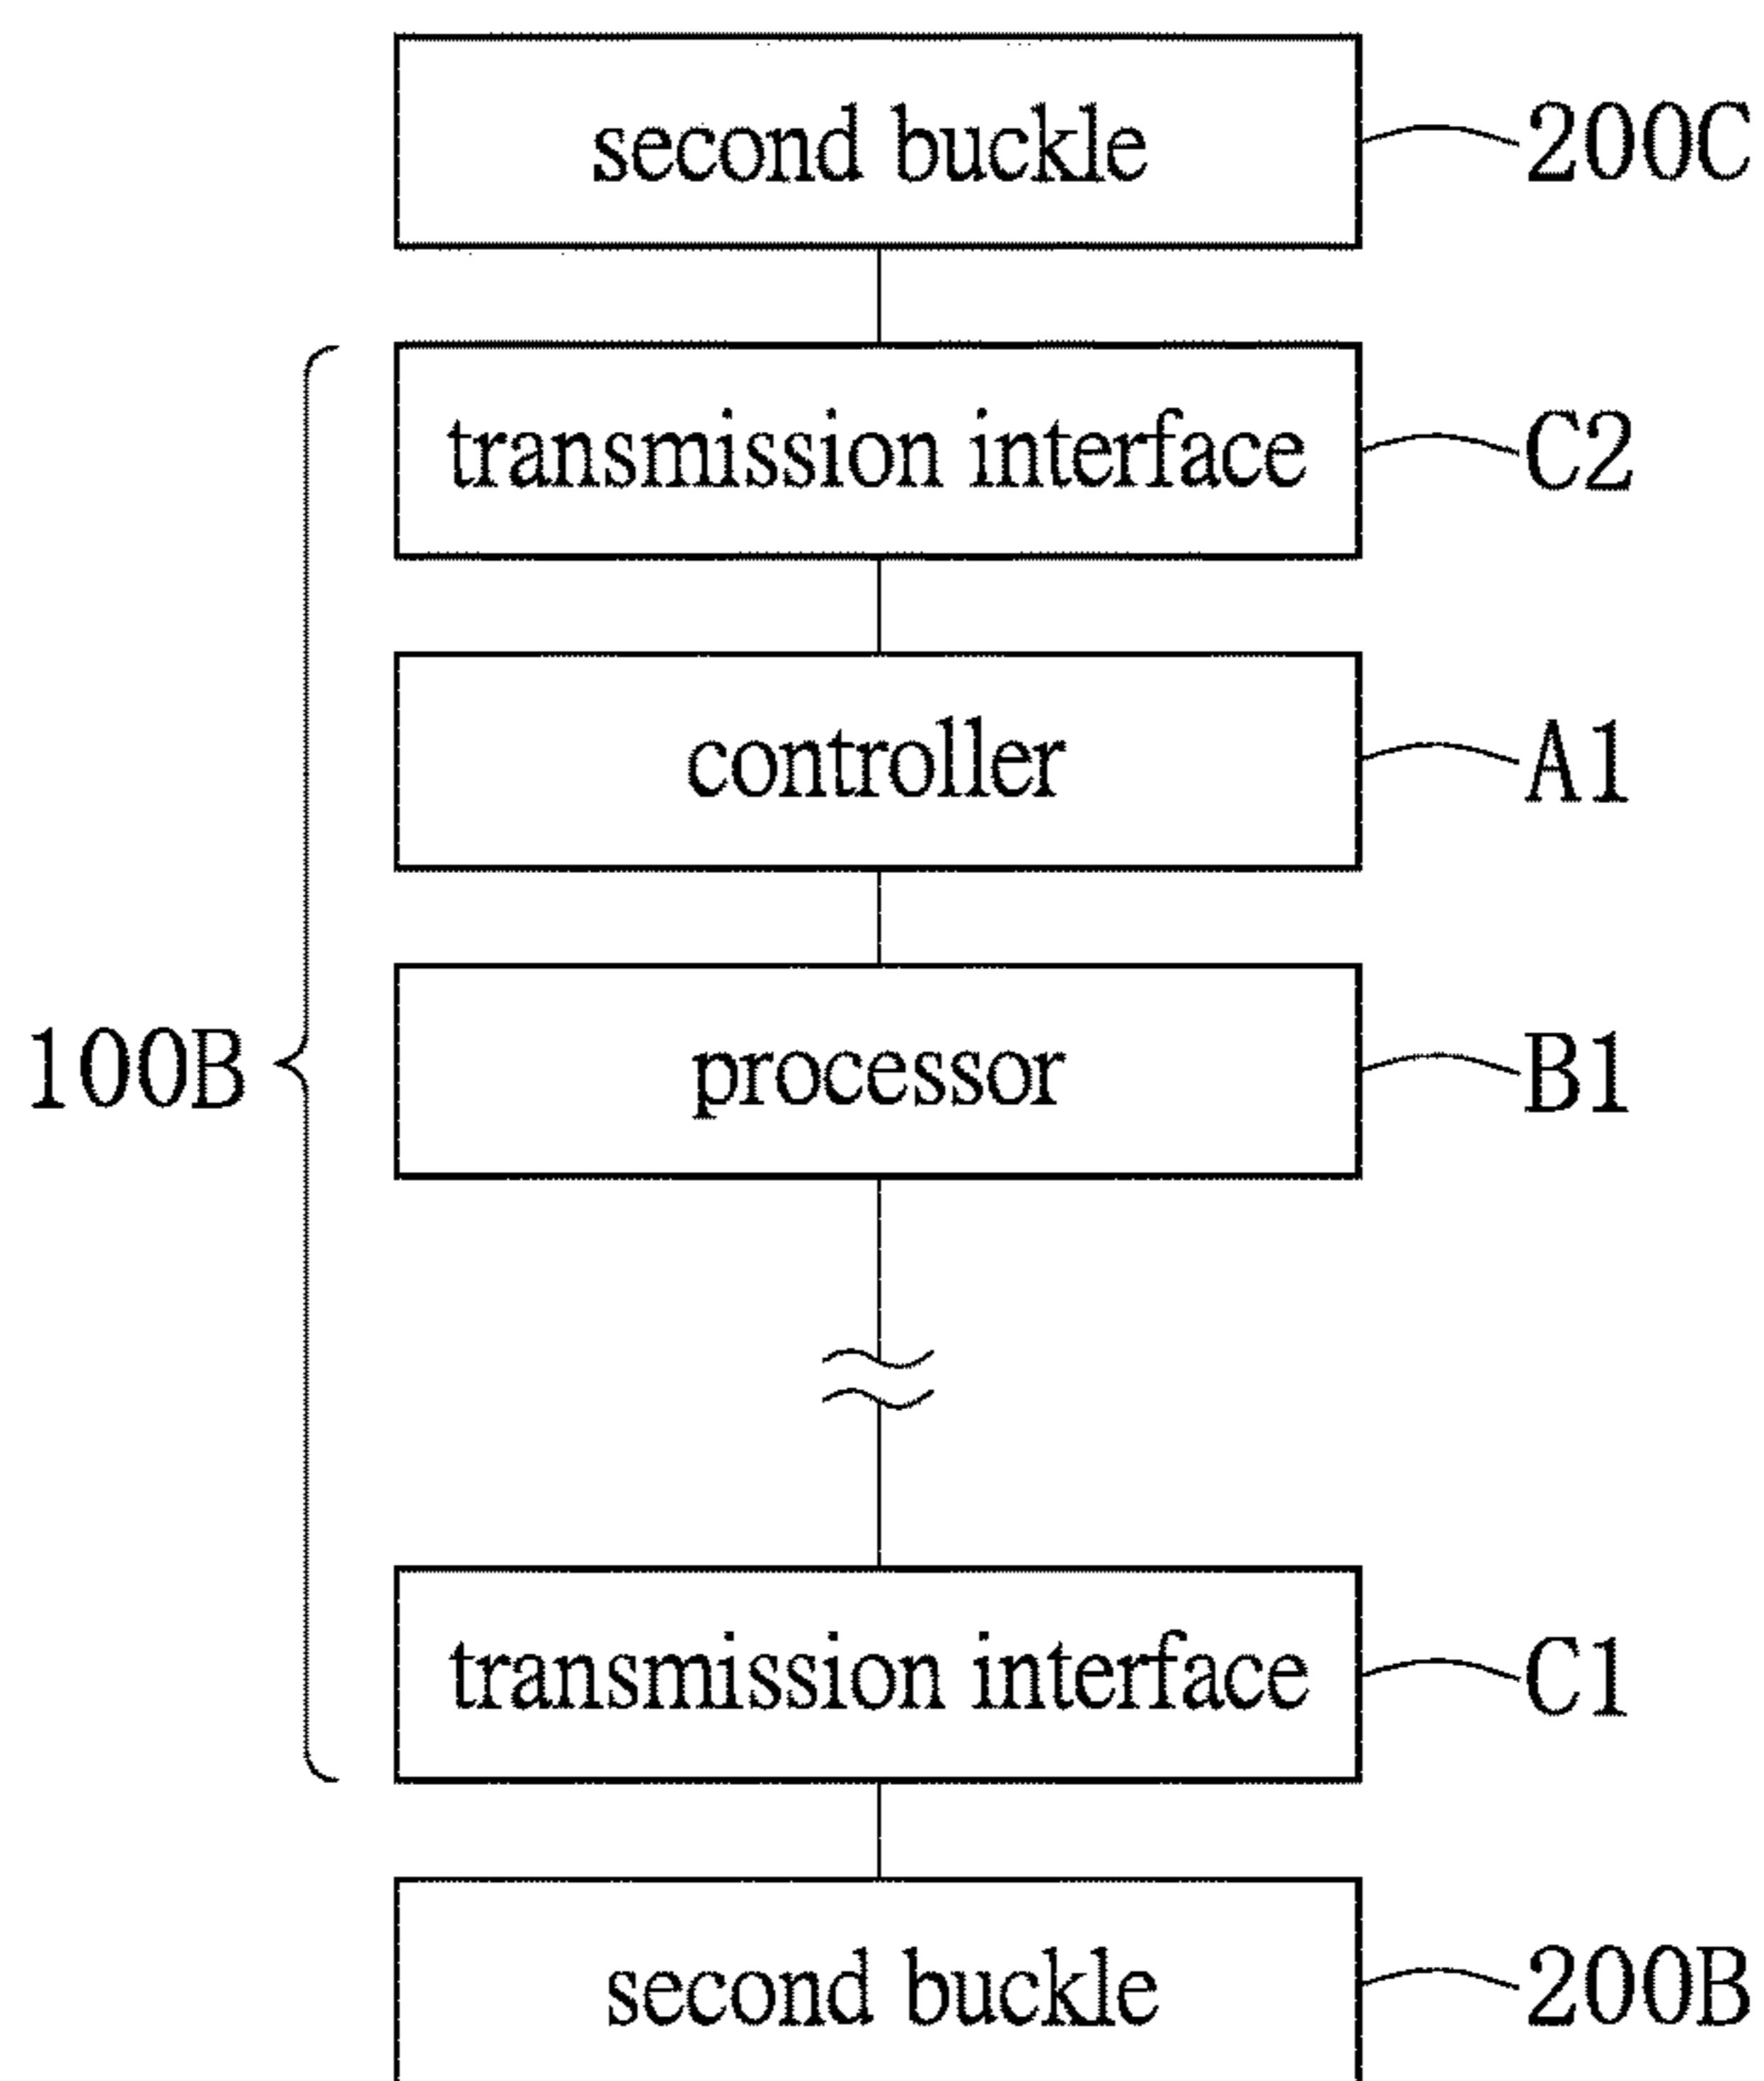 second buckle 200C
transmission interface C2
controller A1
100B processor B1
transmission interface C1
second buckle 200B